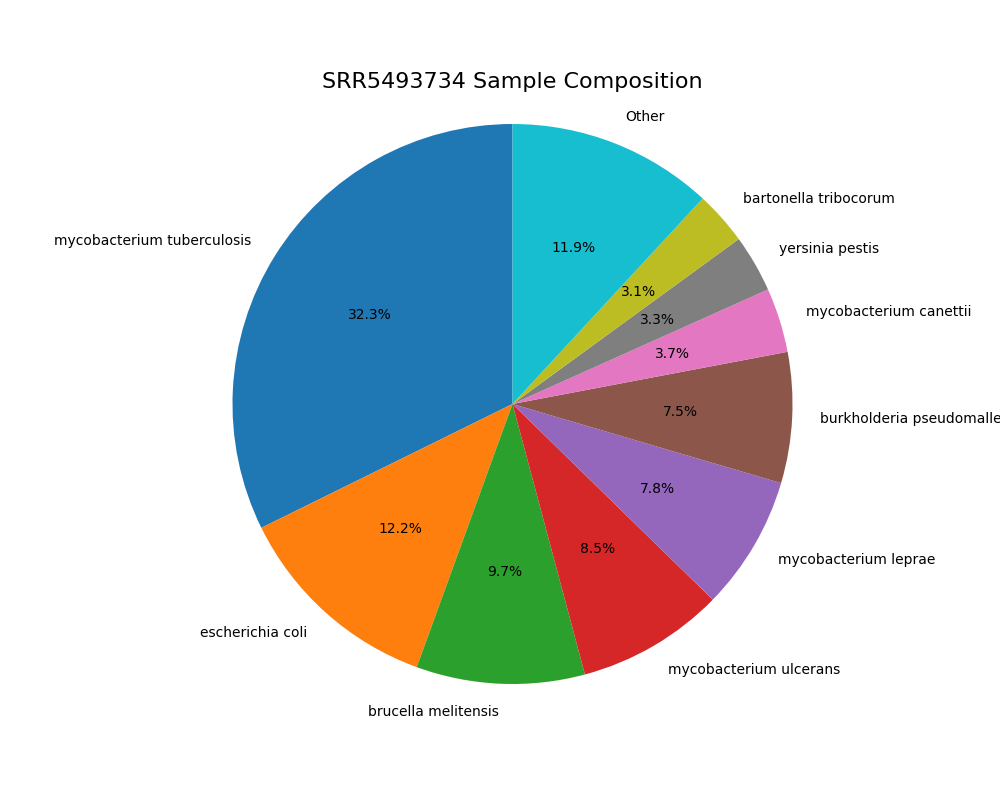 SRR5493734 Sample Composition
Other
11.9%
bartonella tribocorum
3.1%
yersinia pestis
3.3%
mycobacterium canettii
3.7%
burkholderia pseudomalle
7.5%
mycobacterium leprae
7.8%
mycobacterium ulcerans
8.5%
brucella melitensis
9.7%
escherichia coli
12.2%
mycobacterium tuberculosis
32.3%